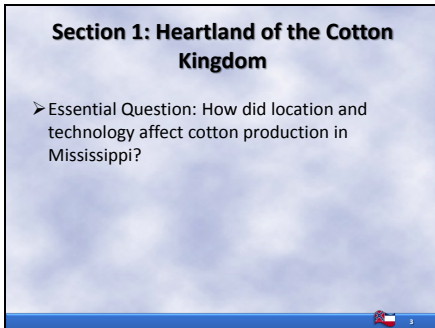 Section 1: Heartland of the Cotton
Kingdom
➢Essential Question: How did location and
technology affect cotton production in
Mississippi?
3